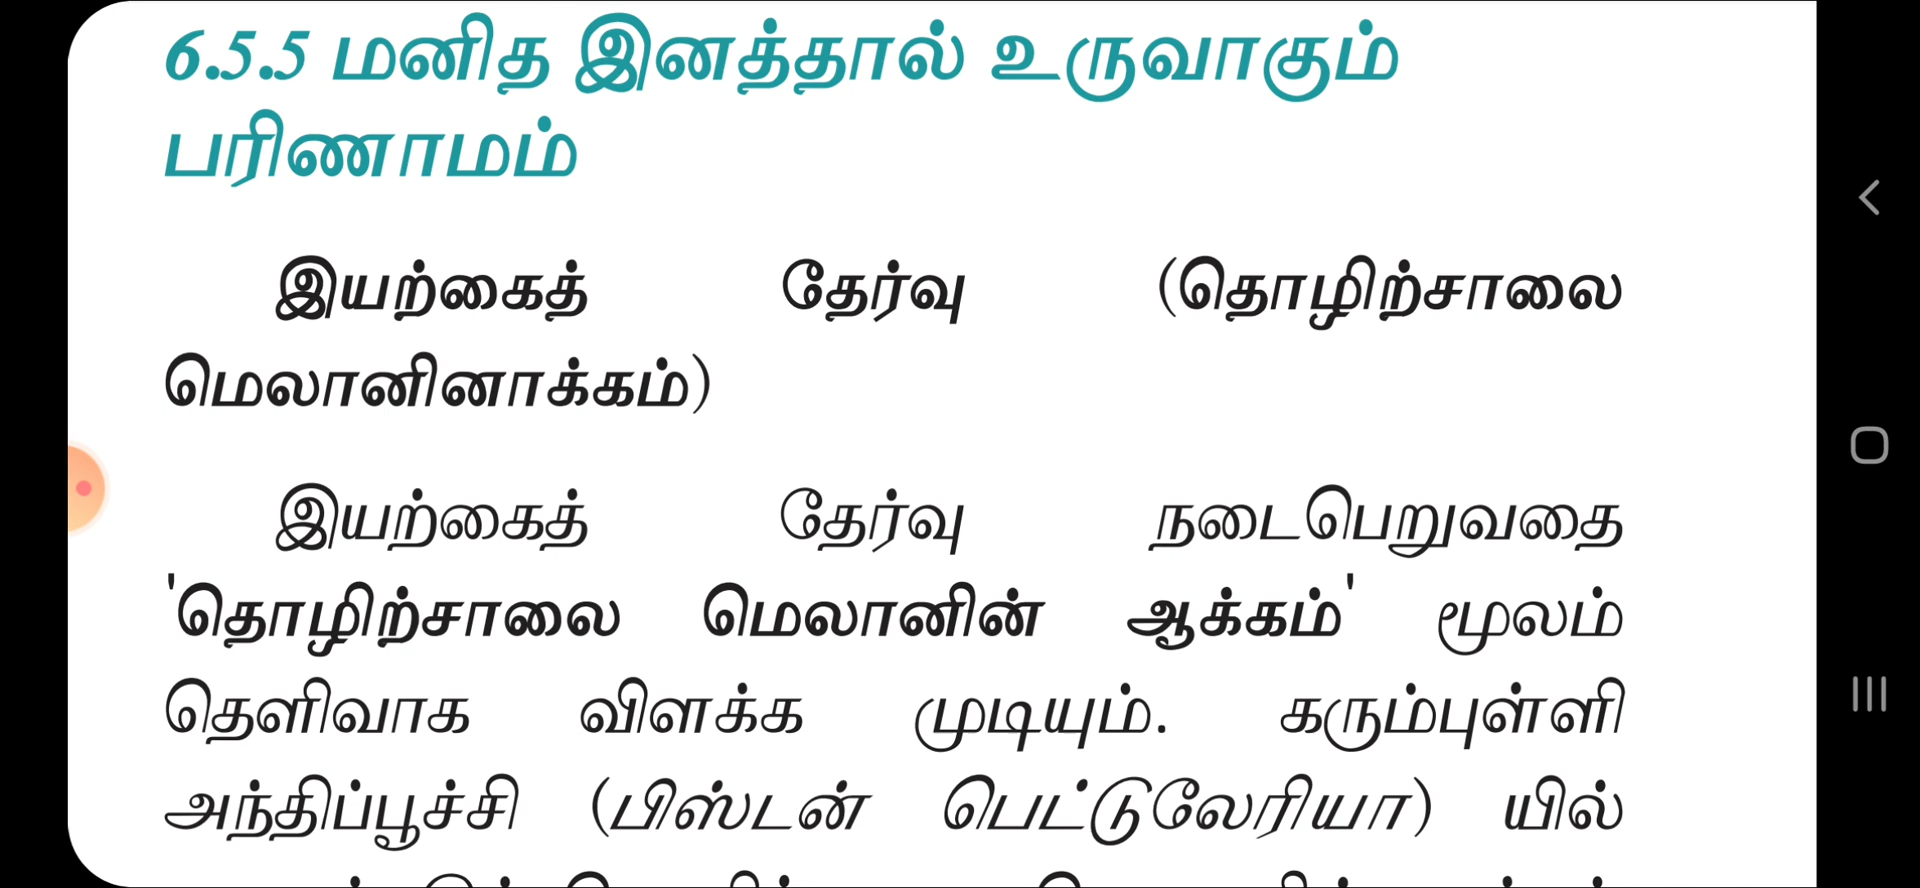 6.5.5 மனித இனத்தால் உருவாகும்
பரிணாமம்
இயற்கைத் தேர்வு (தொழிற்சாலை
மெலானினாக்கம்)
இயற்கைத் தேர்வு நடைபெறுவதை
'தொழிற்சாலை மெலானின் ஆக்கம்' மூலம்
தெளிவாக விளக்க முடியும். கரும்புள்ளி
அந்திப்பூச்சி (பிஸ்டன் பெட்டுலேரியா) யில்